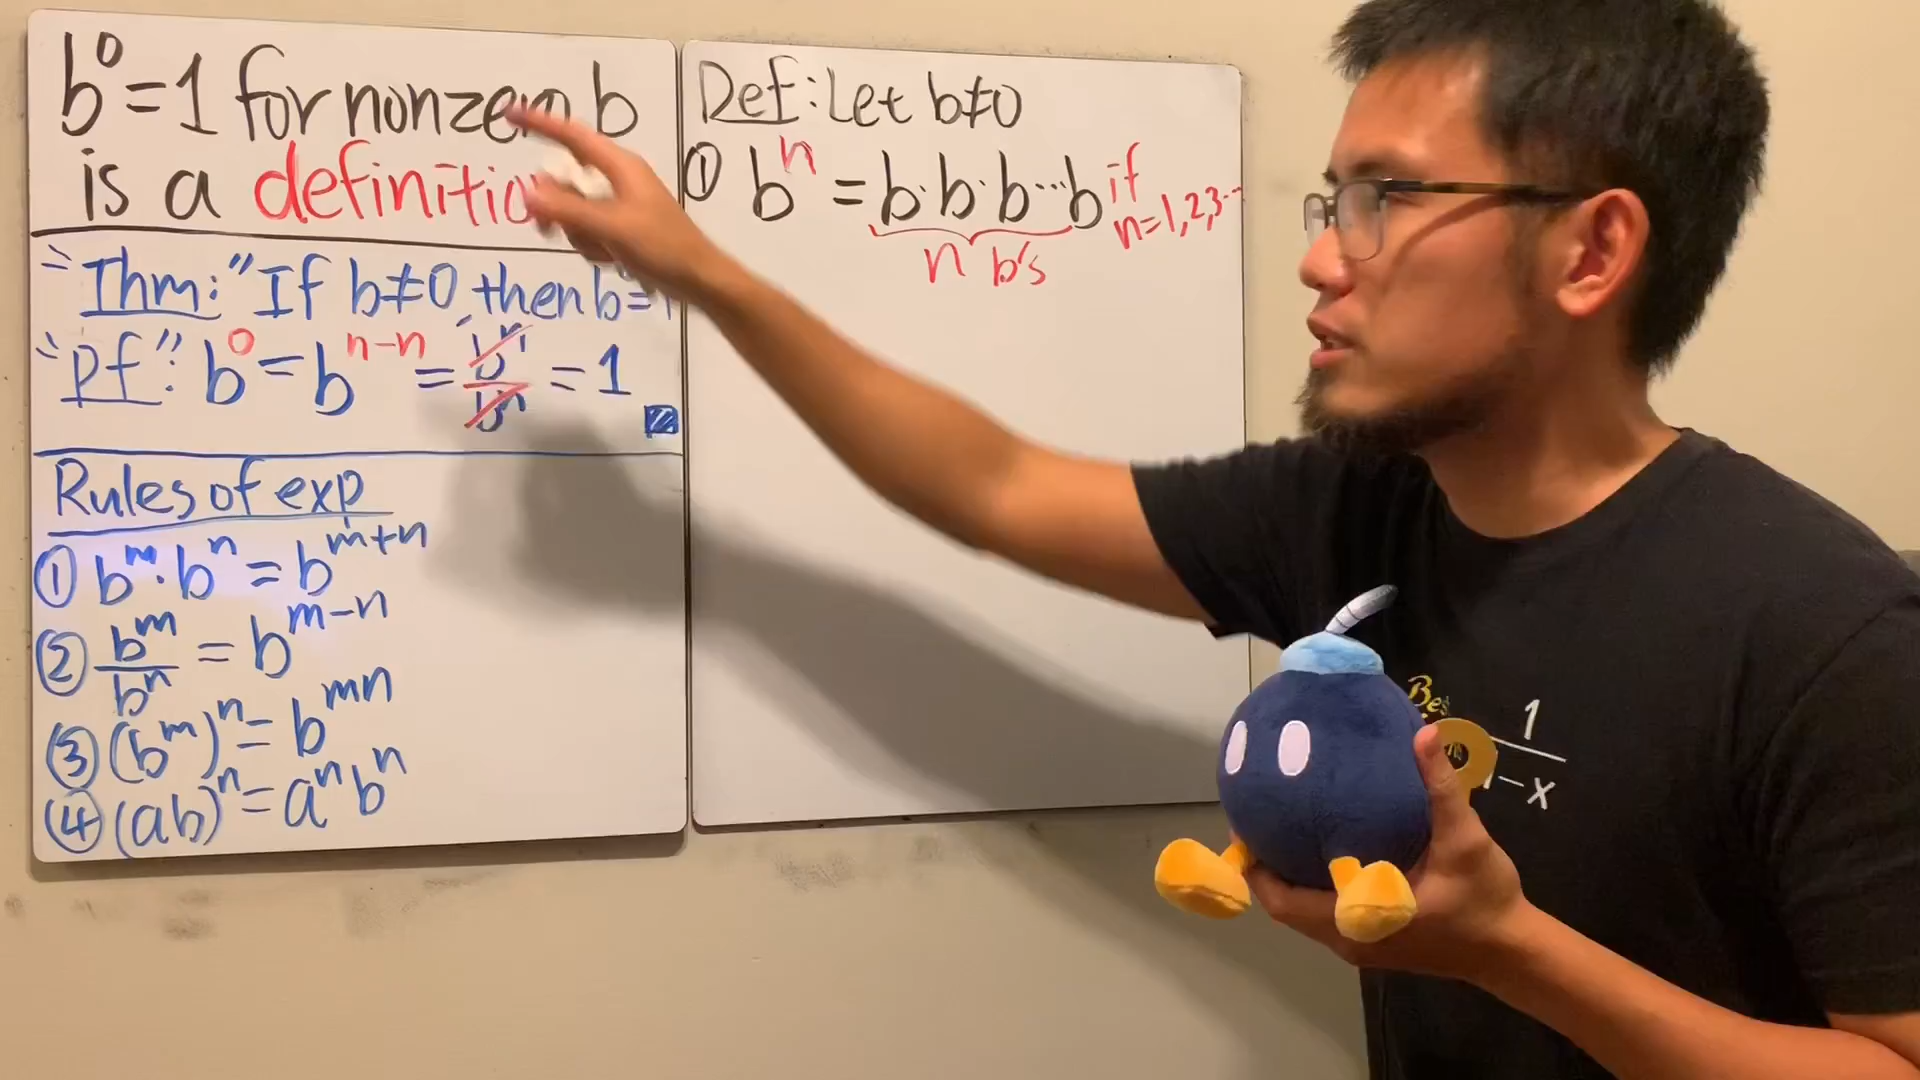 b⁰=1 for nonzero b
is a definitio
"Thm:" If b≠0, then b⁰=1
"Pf": b⁰ = bⁿ⁻ⁿ = bⁿ/bⁿ = 1
Rules of exp
① bᵐ·bⁿ = bᵐ⁺ⁿ
② bᵐ/bⁿ = bᵐ⁻ⁿ
③ (bᵐ)ⁿ = bᵐⁿ
④ (ab)ⁿ = aⁿbⁿ
Def: Let b≠0
① bⁿ = b·b·b···b if
n=1,2,3...
n b's
Bes
1
1-x